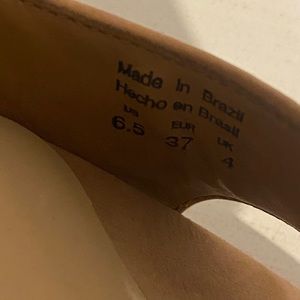 Made in Brazil
Hecho en Brasil
US EUR UK
6.5 37 4